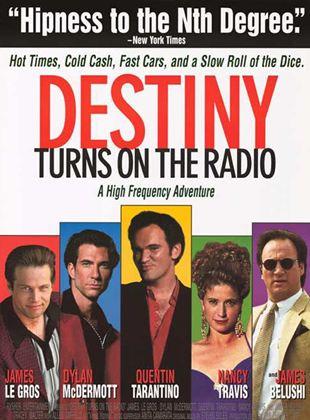 "Hipness to the Nth Degree."
–New York Times
Hot Times, Cold Cash, Fast Cars, and a Slow Roll of the Dice.
DESTINY
TURNS ON THE RADIO
A High Frequency Adventure
JAMES LE GROS
DYLAN McDERMOTT
QUENTIN TARANTINO
NANCY TRAVIS
and JAMES BELUSHI